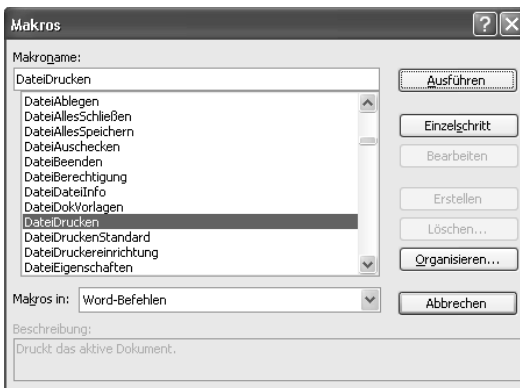 Makros
Makroname:
DateiDrucken
Ausführen
DateiAblegen
DateiAllesSchließen
DateiAllesSpeichern
DateiAuschecken
DateiBeenden
DateiBerechtigung
DateiDateiInfo
DateiDokVorlagen
DateiDrucken
DateiDruckenStandard
DateiDruckereinrichtung
DateiEigenschaften
Einzelschritt
Bearbeiten
Erstellen
Löschen...
Organisieren...
Makros in: Word-Befehlen
Abbrechen
Beschreibung:
Druckt das aktive Dokument.